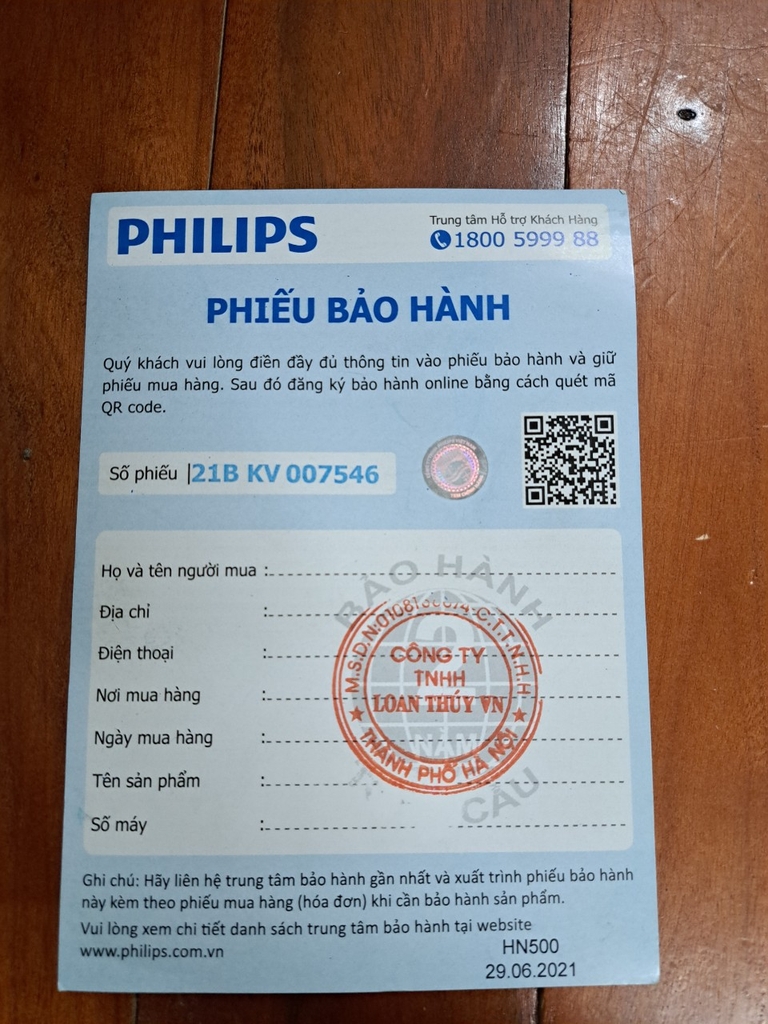 PHILIPS
Trung tâm Hỗ trợ Khách Hàng
1800 5999 88
PHIẾU BẢO HÀNH
Quý khách vui lòng điền đầy đủ thông tin vào phiếu bảo hành và giữ
phiếu mua hàng. Sau đó đăng ký bảo hành online bằng cách quét mã
QR code.
Số phiếu |21B KV 007546
Họ và tên người mua :
Địa chỉ :
Điện thoại :
Nơi mua hàng :
Ngày mua hàng :
Tên sản phẩm :
Số máy :
BẢO HÀNH
2
NĂM
CẦU
C.T.T.N.H.H
CÔNG TY
TNHH
LOAN THÚY VN
THÀNH PHỐ HÀ NỘI
Ghi chú: Hãy liên hệ trung tâm bảo hành gần nhất và xuất trình phiếu bảo hành
này kèm theo phiếu mua hàng (hóa đơn) khi cần bảo hành sản phẩm.
Vui lòng xem chi tiết danh sách trung tâm bảo hành tại website
www.philips.com.vn
HN500
29.06.2021